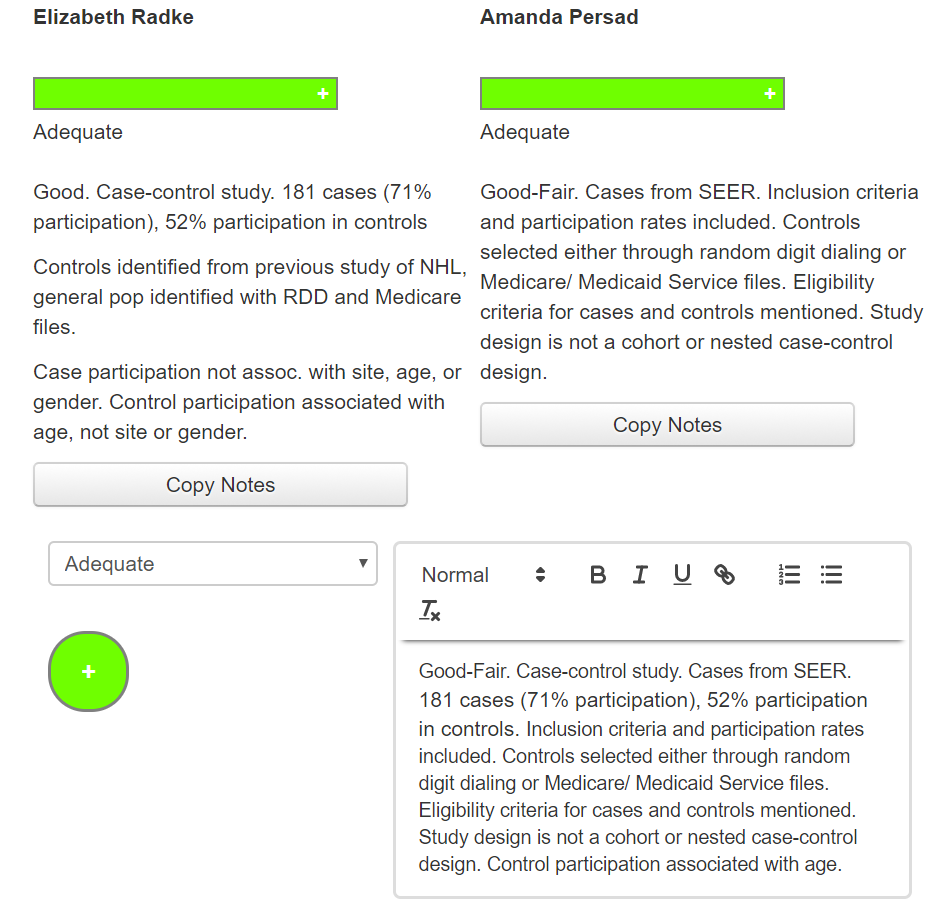 Elizabeth Radke
+
Adequate
Good. Case-control study. 181 cases (71%
participation), 52% participation in controls
Controls identified from previous study of NHL,
general pop identified with RDD and Medicare
files.
Case participation not assoc. with site, age, or
gender. Control participation associated with
age, not site or gender.
Copy Notes
Amanda Persad
+
Adequate
Good-Fair. Cases from SEER. Inclusion criteria
and participation rates included. Controls
selected either through random digit dialing or
Medicare/ Medicaid Service files. Eligibility
criteria for cases and controls mentioned. Study
design is not a cohort or nested case-control
design.
Copy Notes
Adequate
+
Normal B I U
Good-Fair. Case-control study. Cases from SEER.
181 cases (71% participation), 52% participation
in controls. Inclusion criteria and participation rates
included. Controls selected either through random
digit dialing or Medicare/ Medicaid Service files.
Eligibility criteria for cases and controls mentioned.
Study design is not a cohort or nested case-control
design. Control participation associated with age.